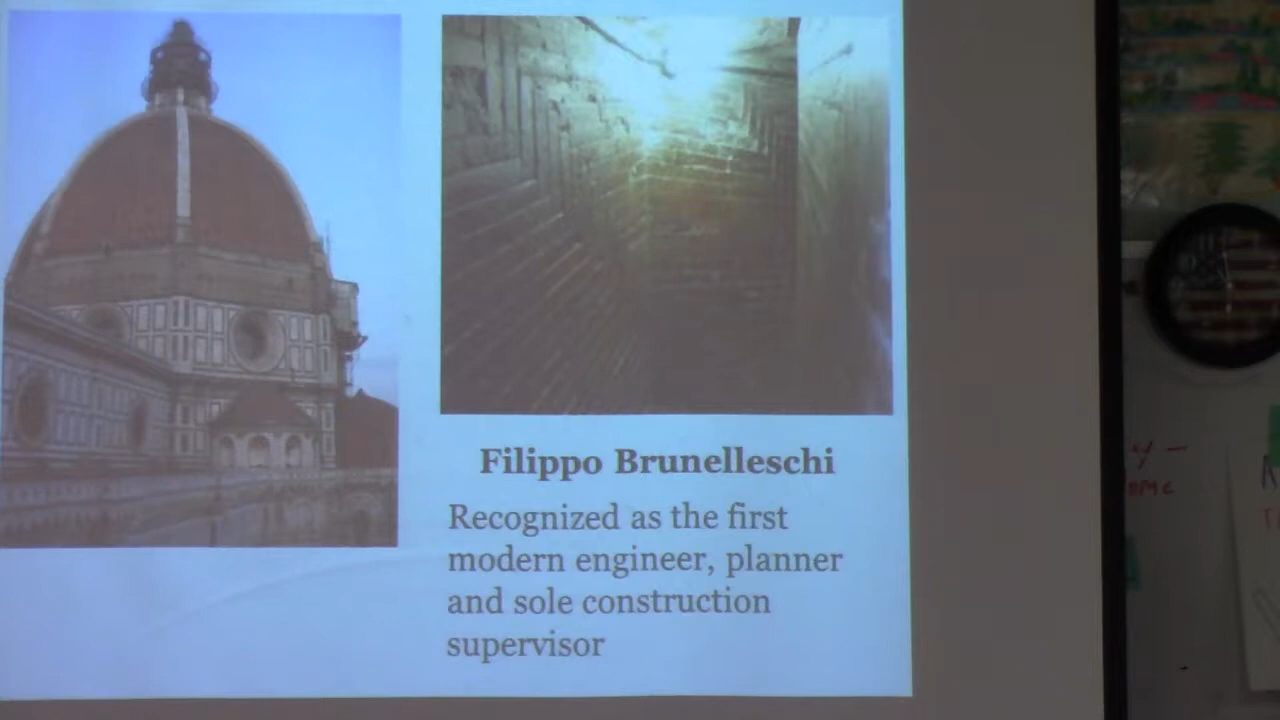 Filippo Brunelleschi
Recognized as the first
modern engineer, planner
and sole construction
supervisor